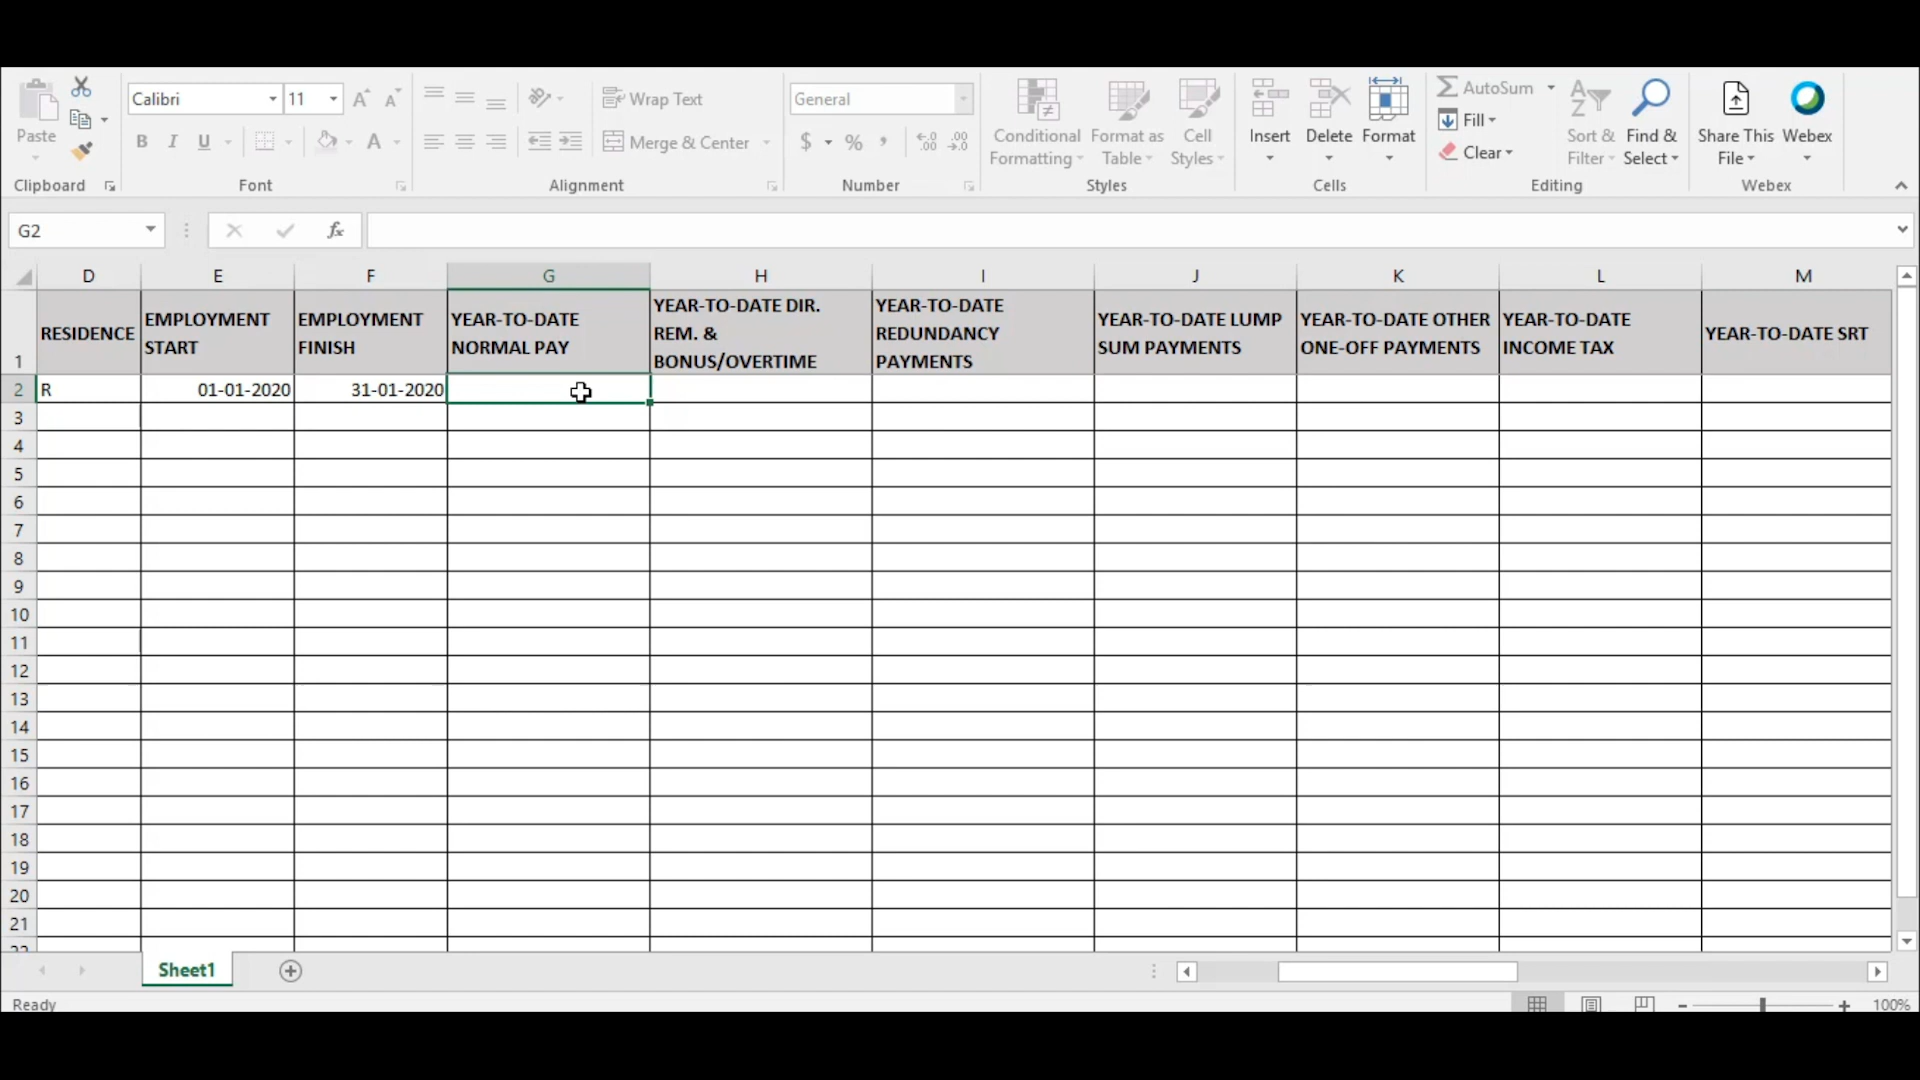 Calibri 11 Wrap Text General AutoSum
Paste B I U Merge & Center $ % , Conditional Formatting Format as Table Cell Styles Insert Delete Format Fill Clear Sort & Filter Find & Select Share This File Webex
Clipboard Font Alignment Number Styles Cells Editing Webex
G2 fx
D E F G H I J K L M
1 RESIDENCE EMPLOYMENT START EMPLOYMENT FINISH YEAR-TO-DATE NORMAL PAY YEAR-TO-DATE DIR. REM. & BONUS/OVERTIME YEAR-TO-DATE REDUNDANCY PAYMENTS YEAR-TO-DATE LUMP SUM PAYMENTS YEAR-TO-DATE OTHER ONE-OFF PAYMENTS YEAR-TO-DATE INCOME TAX YEAR-TO-DATE SRT
2 R 01-01-2020 31-01-2020
3
4
5
6
7
8
9
10
11
12
13
14
15
16
17
18
19
20
21
Sheet1
Ready 100%